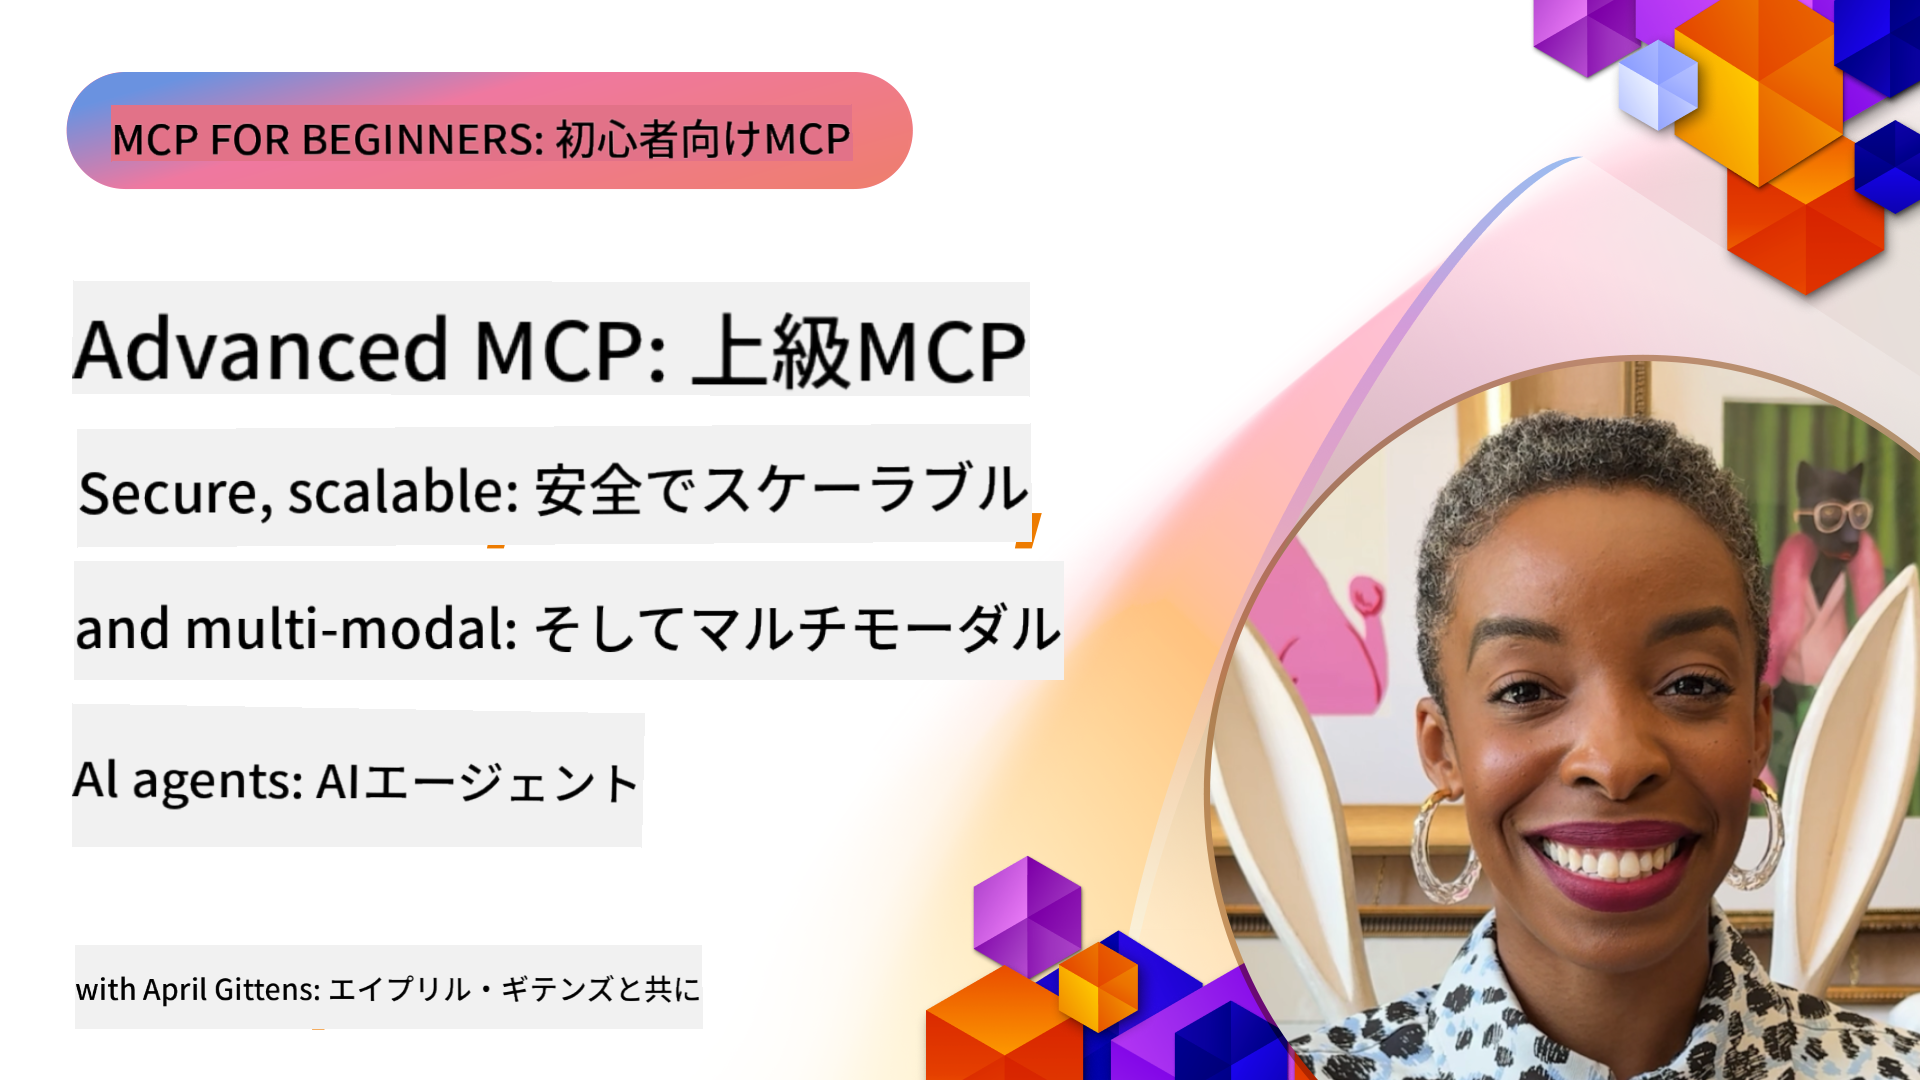 MCP FOR BEGINNERS: 初心者向けMCP
Advanced MCP: 上級MCP
Secure, scalable: 安全でスケーラブル
and multi-modal: そしてマルチモーダル
Al agents: AIエージェント
with April Gittens: エイプリル・ギテンズと共に